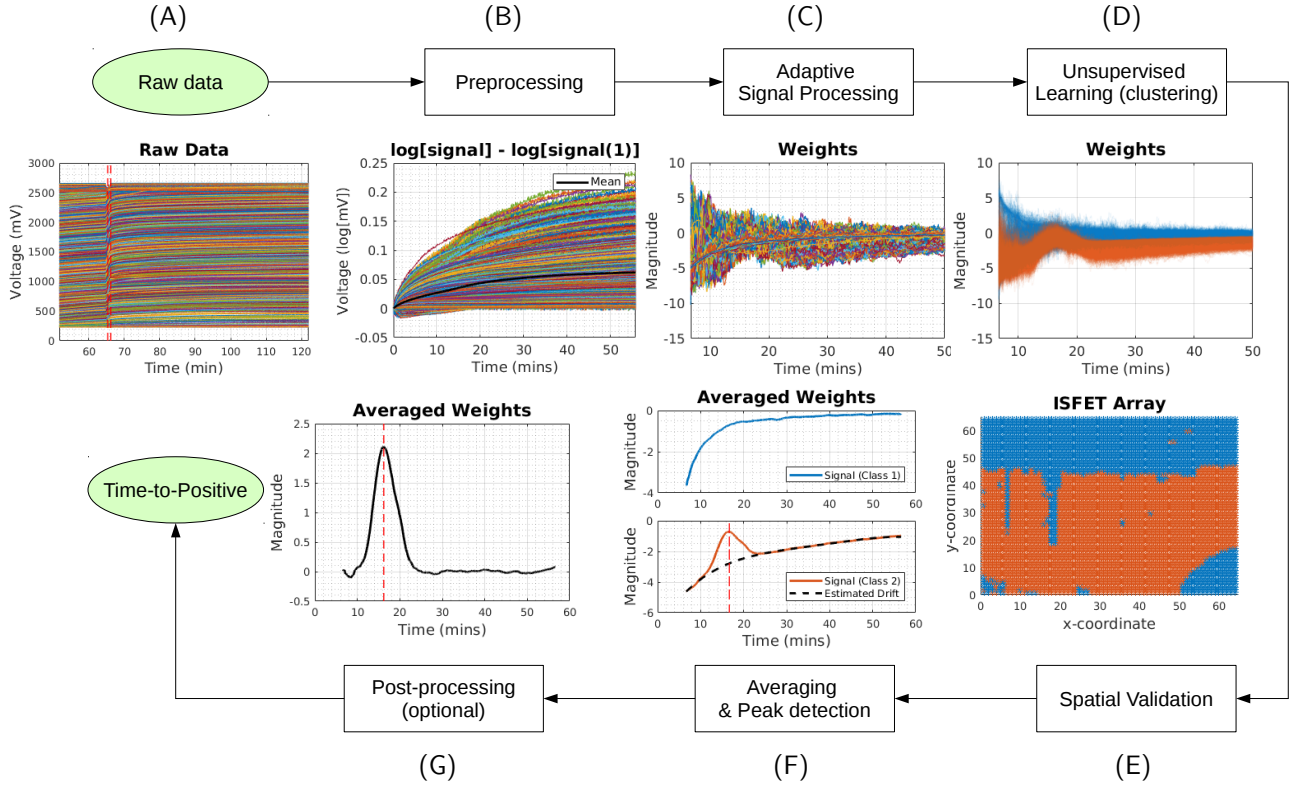 (A)
(B)
(C)
(D)
Raw data
Preprocessing
Adaptive
Signal Processing
Unsupervised
Learning (clustering)
Raw Data
Voltage (mV)
3000
2500
2000
1500
1000
500
0
60 70 80 90 100 110 120
Time (min)
log[signal] - log[signal(1)]
Mean
Voltage (log[mV])
0.25
0.2
0.15
0.1
0.05
0
-0.05
0 10 20 30 40 50
Time (mins)
Weights
Magnitude
10
5
0
-5
-10
-15
10 20 30 40 50
Time (mins)
Weights
Magnitude
10
5
0
-5
-10
-15
10 20 30 40 50
Time (mins)
Time-to-Positive
Averaged Weights
Magnitude
2.5
2
1.5
1
0.5
0
-0.5
0 10 20 30 40 50 60
Time (mins)
Averaged Weights
Magnitude
0
-2
-4
0 10 20 30 40 50 60
Signal (Class 1)
Magnitude
0
-2
-4
-6
Signal (Class 2)
Estimated Drift
0 10 20 30 40 50 60
Time (mins)
ISFET Array
y-coordinate
60
50
40
30
20
10
0
0 10 20 30 40 50 60
x-coordinate
Post-processing
(optional)
Averaging
& Peak detection
Spatial Validation
(G)
(F)
(E)